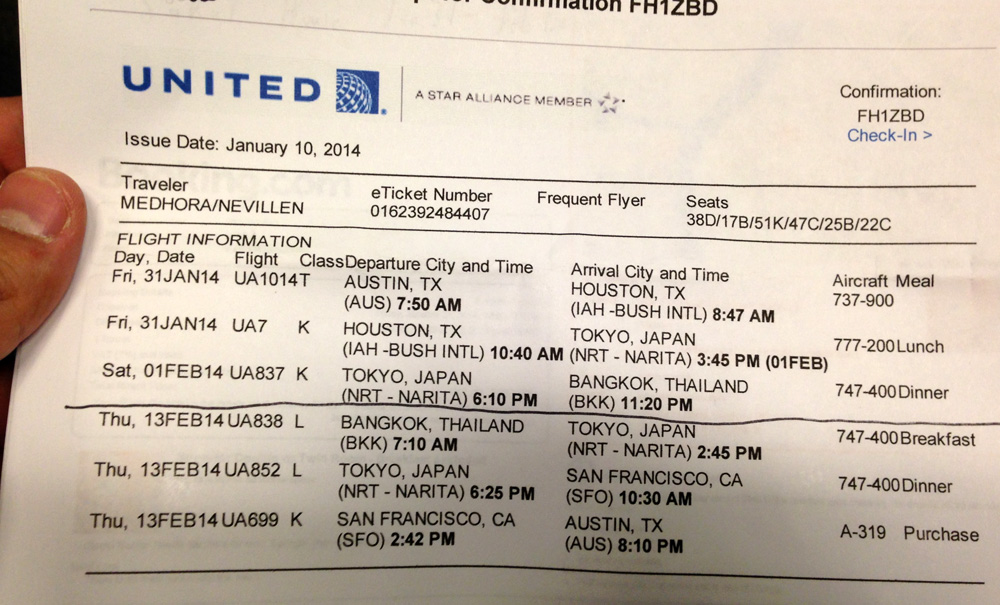 Confirmation FH1ZBD
UNITED
A STAR ALLIANCE MEMBER
Confirmation:
FH1ZBD
Check-In >
Issue Date: January 10, 2014
Traveler eTicket Number Frequent Flyer Seats
MEDHORA/NEVILLEN 0162392484407 38D/17B/51K/47C/25B/22C
FLIGHT INFORMATION
Day, Date Flight Class Departure City and Time Arrival City and Time Aircraft Meal
Fri, 31JAN14 UA1014T AUSTIN, TX HOUSTON, TX 737-900
(AUS) 7:50 AM (IAH -BUSH INTL) 8:47 AM
Fri, 31JAN14 UA7 K HOUSTON, TX TOKYO, JAPAN 777-200 Lunch
(IAH -BUSH INTL) 10:40 AM (NRT - NARITA) 3:45 PM (01FEB)
Sat, 01FEB14 UA837 K TOKYO, JAPAN BANGKOK, THAILAND 747-400 Dinner
(NRT - NARITA) 6:10 PM (BKK) 11:20 PM
Thu, 13FEB14 UA838 L BANGKOK, THAILAND TOKYO, JAPAN 747-400 Breakfast
(BKK) 7:10 AM (NRT - NARITA) 2:45 PM
Thu, 13FEB14 UA852 L TOKYO, JAPAN SAN FRANCISCO, CA 747-400 Dinner
(NRT - NARITA) 6:25 PM (SFO) 10:30 AM
Thu, 13FEB14 UA699 K SAN FRANCISCO, CA AUSTIN, TX A-319 Purchase
(SFO) 2:42 PM (AUS) 8:10 PM